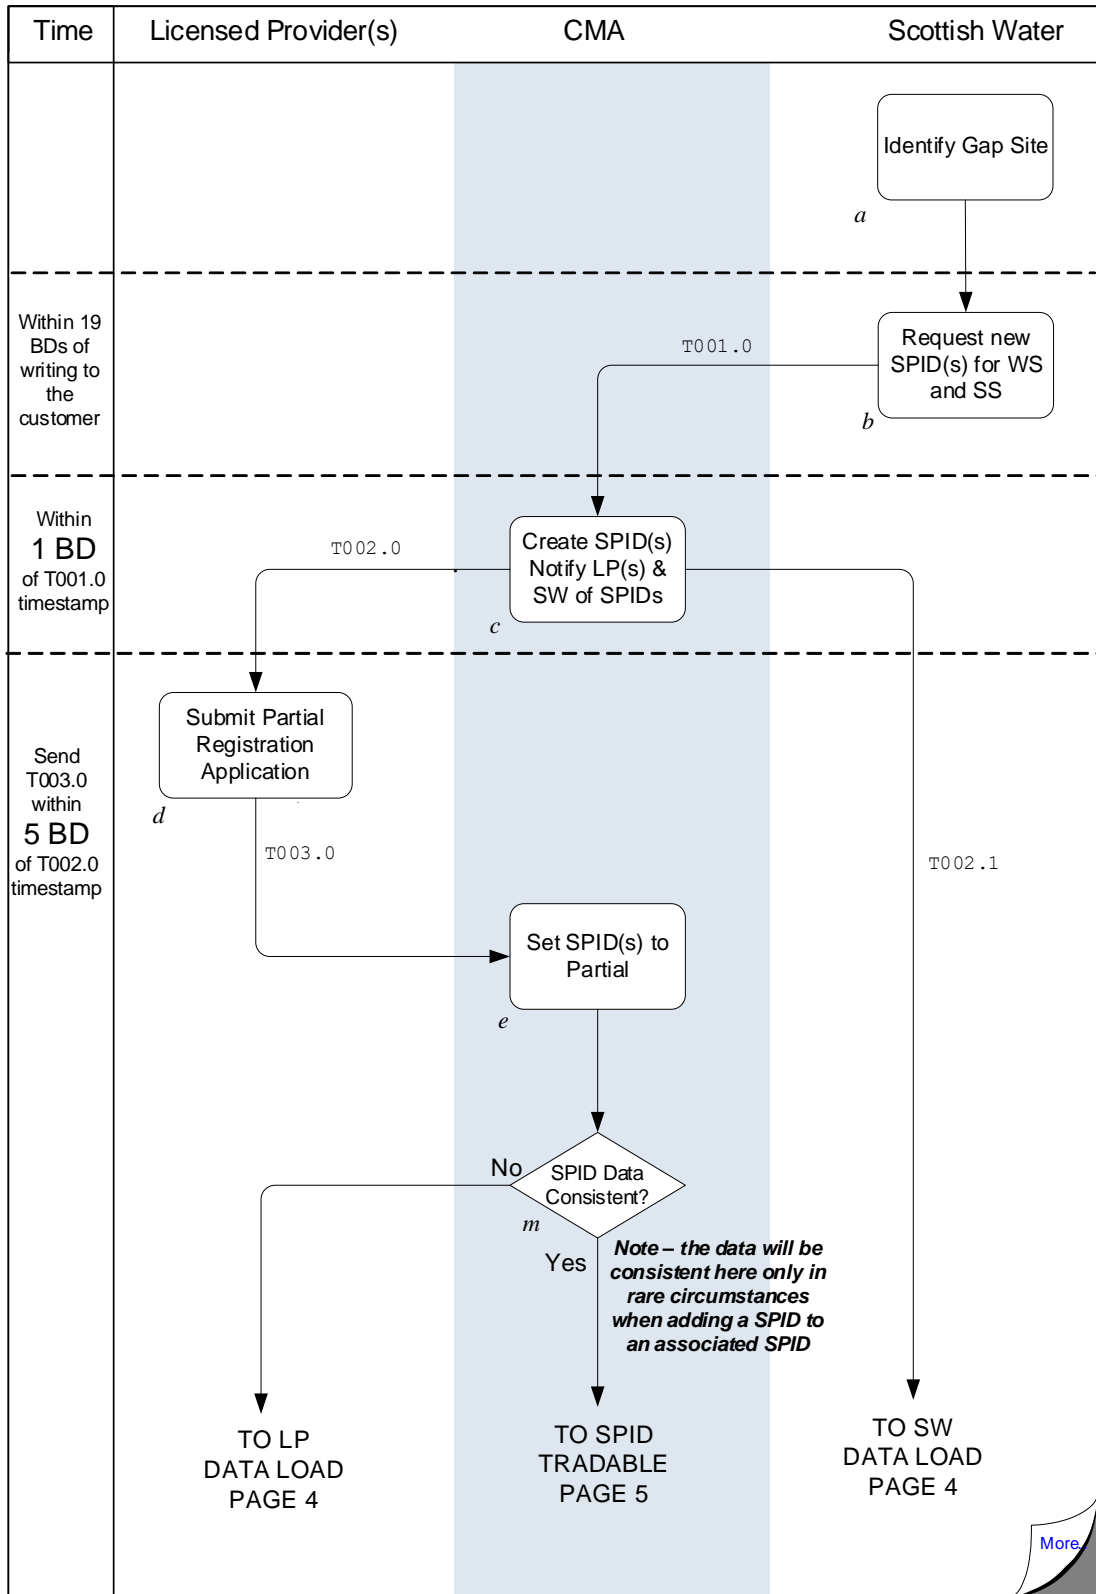 Time
Licensed Provider(s)
CMA
Scottish Water
Identify Gap Site
a
Within 19
BDs of
writing to
the
customer
Request new
SPID(s) for WS
and SS
b
T001.0
Within
1 BD
of T001.0
timestamp
T002.0
Create SPID(s)
Notify LP(s) &
SW of SPIDs
c
Send
T003.0
within
5 BD
of T002.0
timestamp
Submit Partial
Registration
Application
d
T003.0
T002.1
Set SPID(s) to
Partial
e
No
SPID Data
Consistent?
m
Yes
Note – the data will be
consistent here only in
rare circumstances
when adding a SPID to
an associated SPID
TO LP
DATA LOAD
PAGE 4
TO SPID
TRADABLE
PAGE 5
TO SW
DATA LOAD
PAGE 4
More..